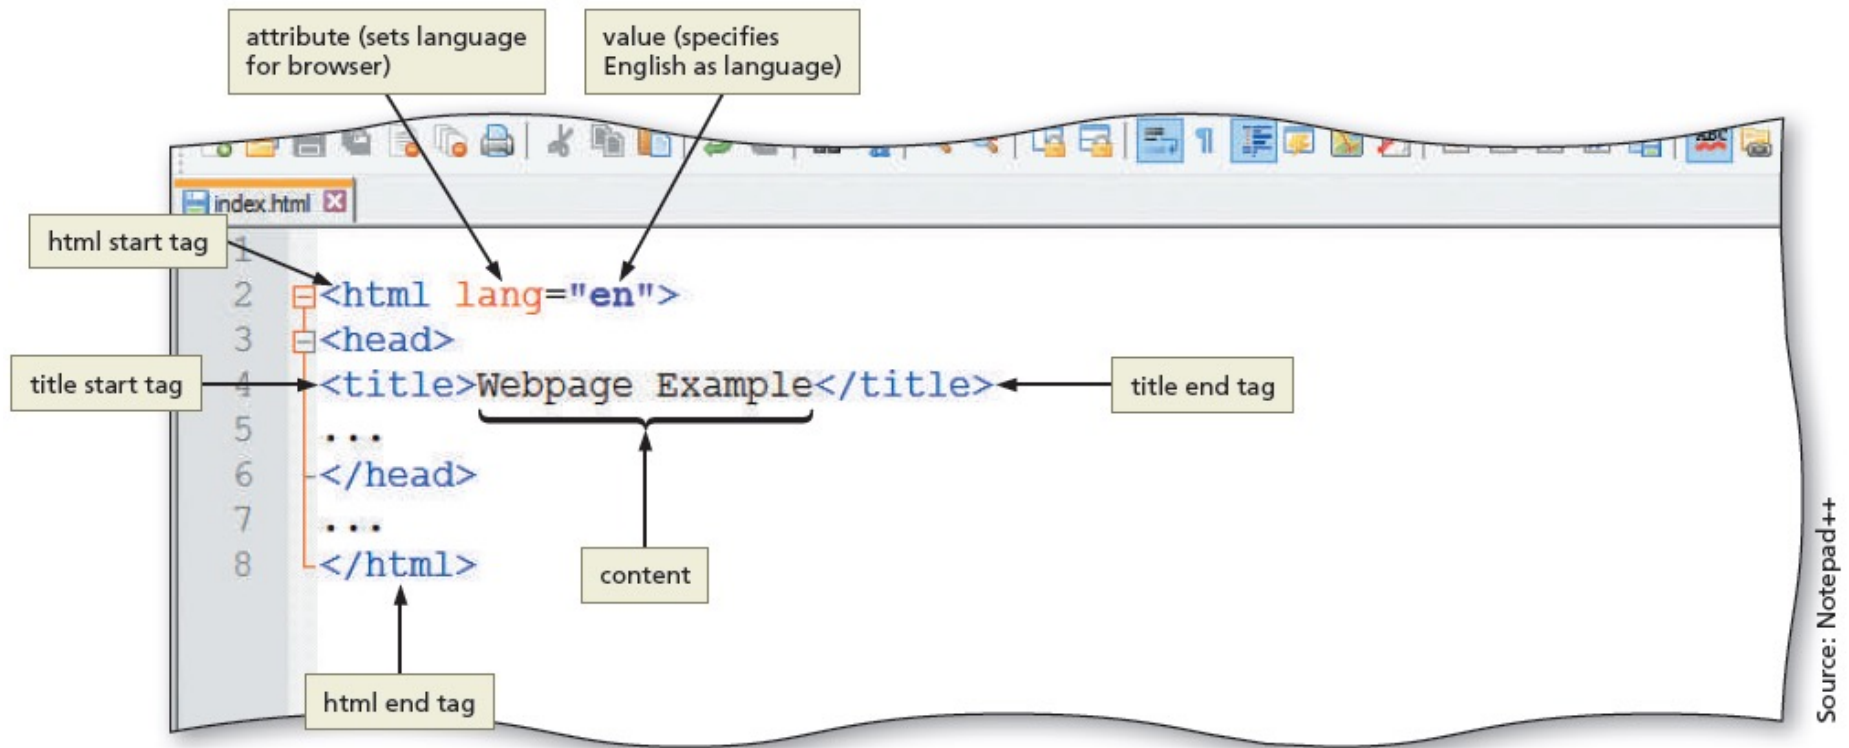 attribute (sets language
for browser)
value (specifies
English as language)
index.html
html start tag
1
2 <html lang="en">
3 <head>
title start tag
4 <title>Webpage Example</title>
title end tag
5 ...
6 </head>
7 ...
8 </html>
content
html end tag
Source: Notepad++